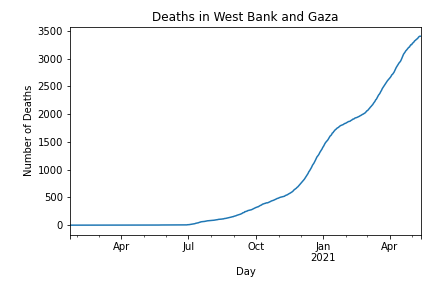 Deaths in West Bank and Gaza
Number of Deaths
3500
3000
2500
2000
1500
1000
500
0
Apr
Jul
Oct
Jan
2021
Apr
Day